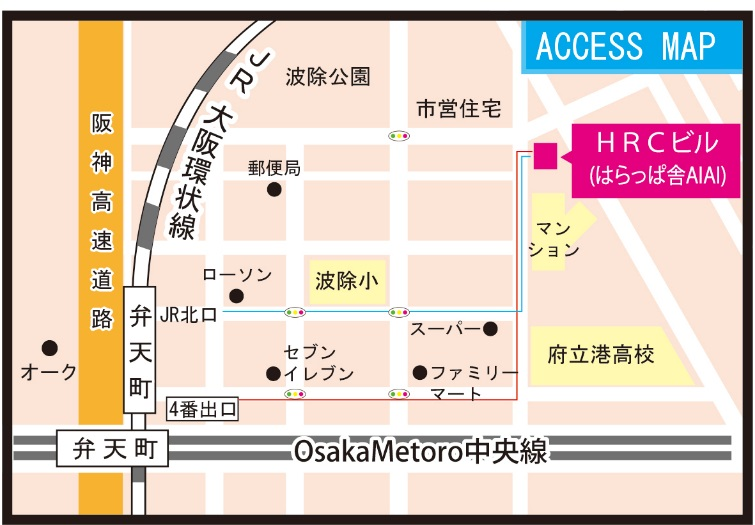 ACCESS MAP
波除公園
市営住宅
JR 大阪環状線
阪神高速道路
HRCビル
(はらっぱ舎AIAI)
郵便局
マン
ション
ローソン
波除小
弁天町
JR北口
スーパー
府立港高校
オーク
セブン
イレブン
ファミリー
マート
4番出口
弁天町
OsakaMetoro中央線